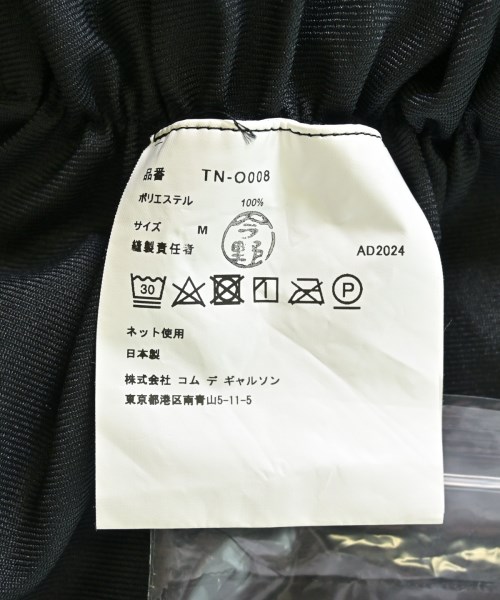 品番 TN-O008
ポリエステル 100%
サイズ M
縫製責任者 今野 AD2024
30 P
ネット使用
日本製
株式会社 コム デ ギャルソン
東京都港区南青山5-11-5